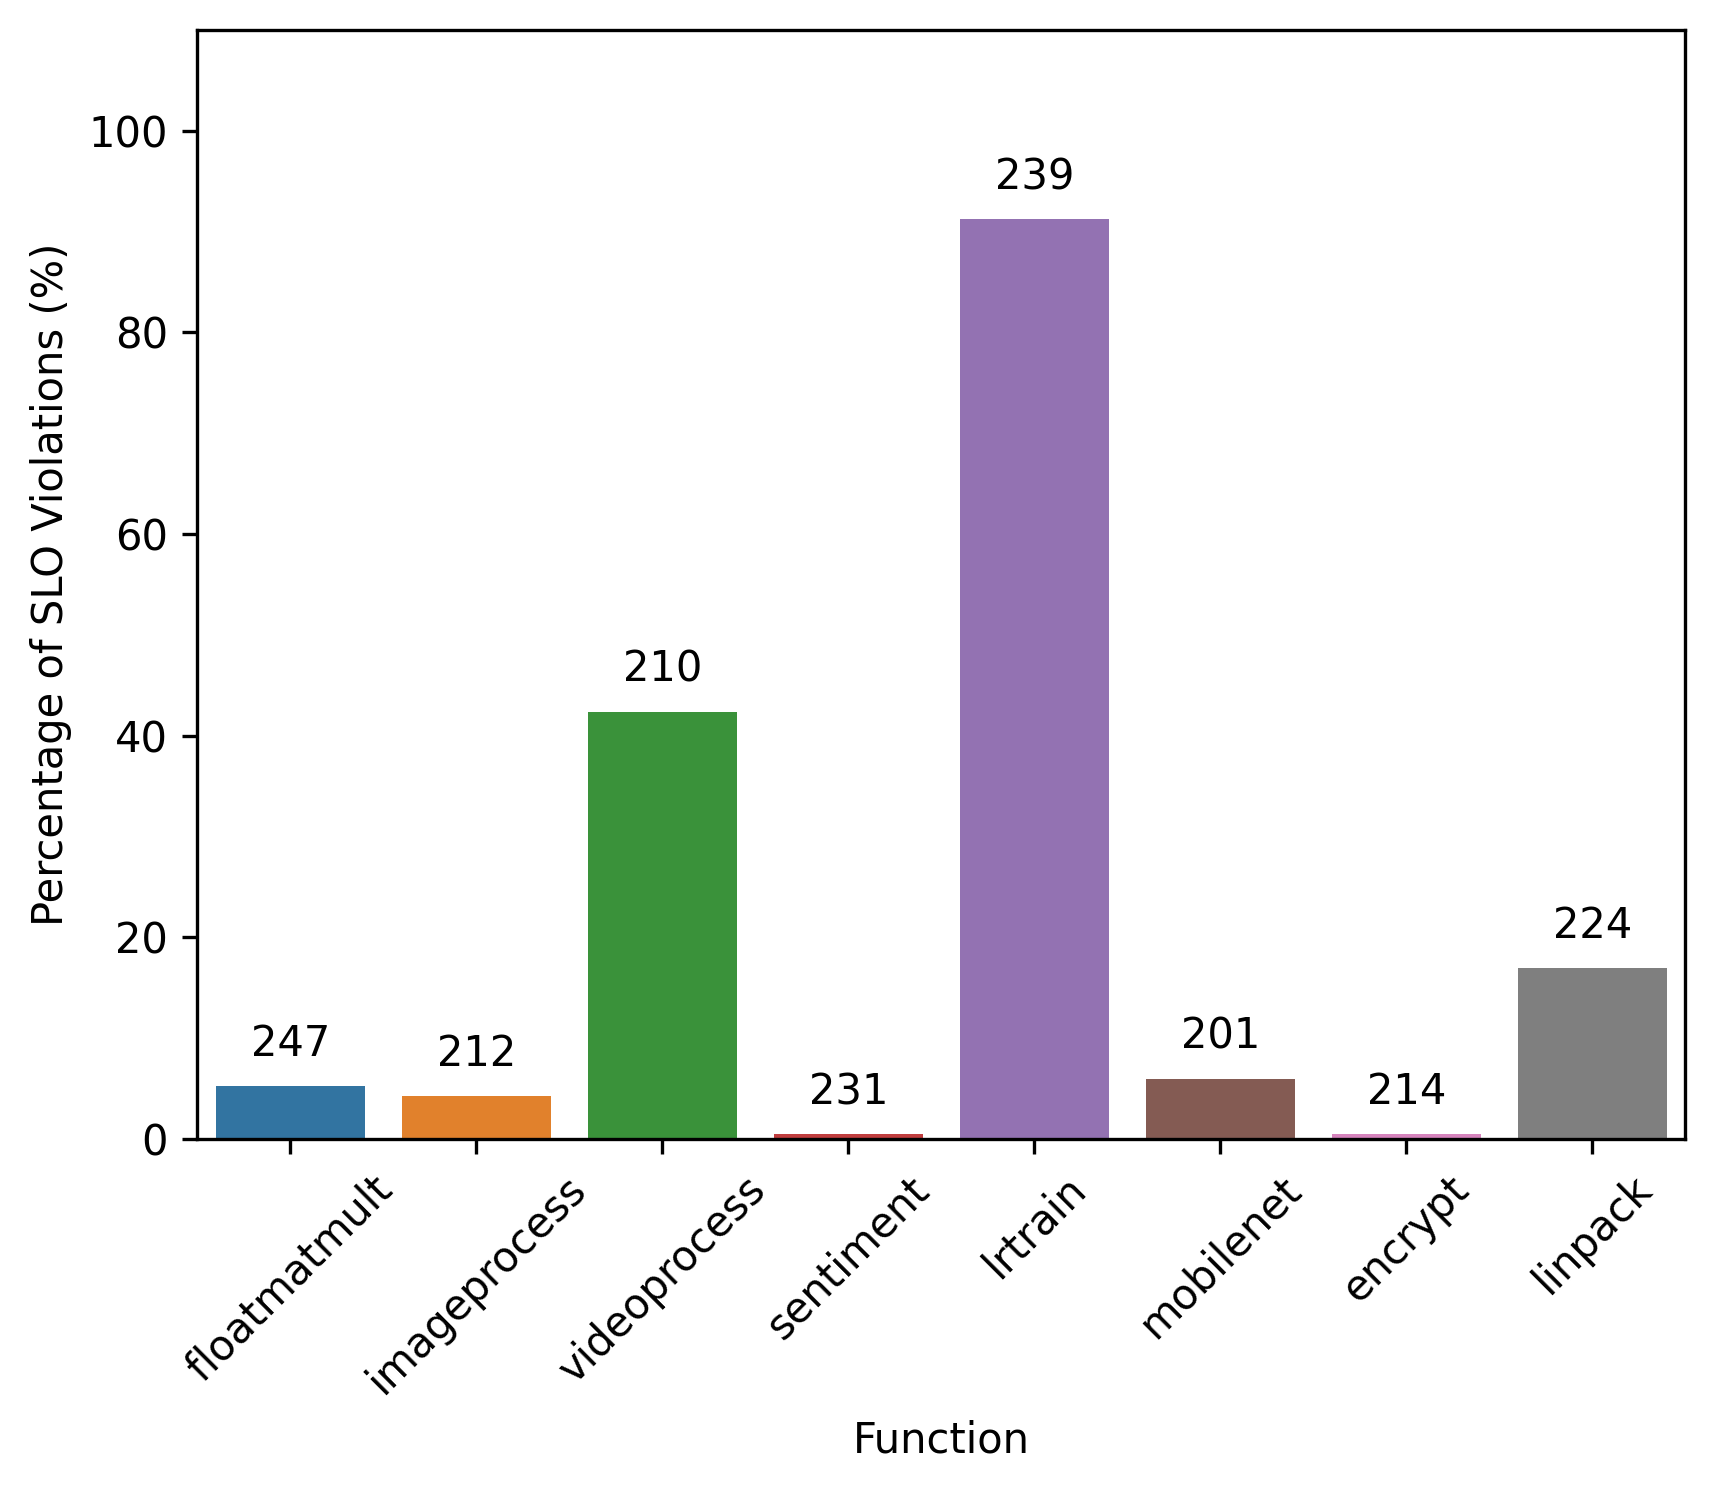 Percentage of SLO Violations (%)
100
80
60
40
20
0
247
212
210
231
239
201
214
224
floatmatmult
imageprocess
videoprocess
sentiment
lrtrain
mobilenet
encrypt
linpack
Function